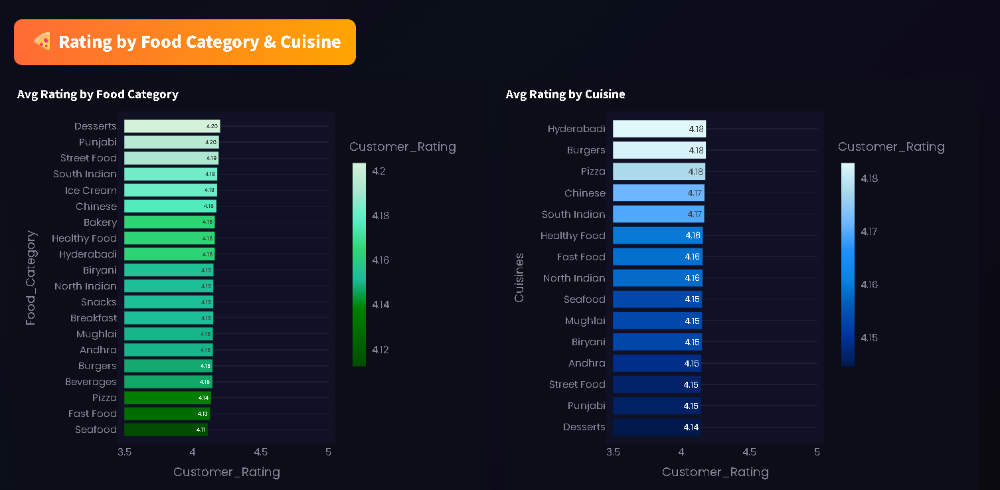 🍕 Rating by Food Category & Cuisine
Avg Rating by Food Category
Food_Category
Desserts 4.20
Punjabi 4.20
Street Food 4.19
South Indian 4.18
Ice Cream 4.18
Chinese 4.18
Bakery 4.16
Healthy Food 4.16
Hyderabadi 4.16
Biryani 4.15
North Indian 4.15
Snacks 4.15
Breakfast 4.15
Mughlai 4.15
Andhra 4.15
Burgers 4.15
Beverages 4.15
Pizza 4.14
Fast Food 4.13
Seafood 4.11
3.5 4 4.5 5
Customer_Rating
Customer_Rating
4.2
4.18
4.16
4.14
4.12
Avg Rating by Cuisine
Cuisines
Hyderabadi 4.18
Burgers 4.18
Pizza 4.18
Chinese 4.17
South Indian 4.17
Healthy Food 4.16
Fast Food 4.16
North Indian 4.16
Seafood 4.15
Mughlai 4.15
Biryani 4.15
Andhra 4.15
Street Food 4.15
Punjabi 4.15
Desserts 4.14
3.5 4 4.5 5
Customer_Rating
Customer_Rating
4.18
4.17
4.16
4.15